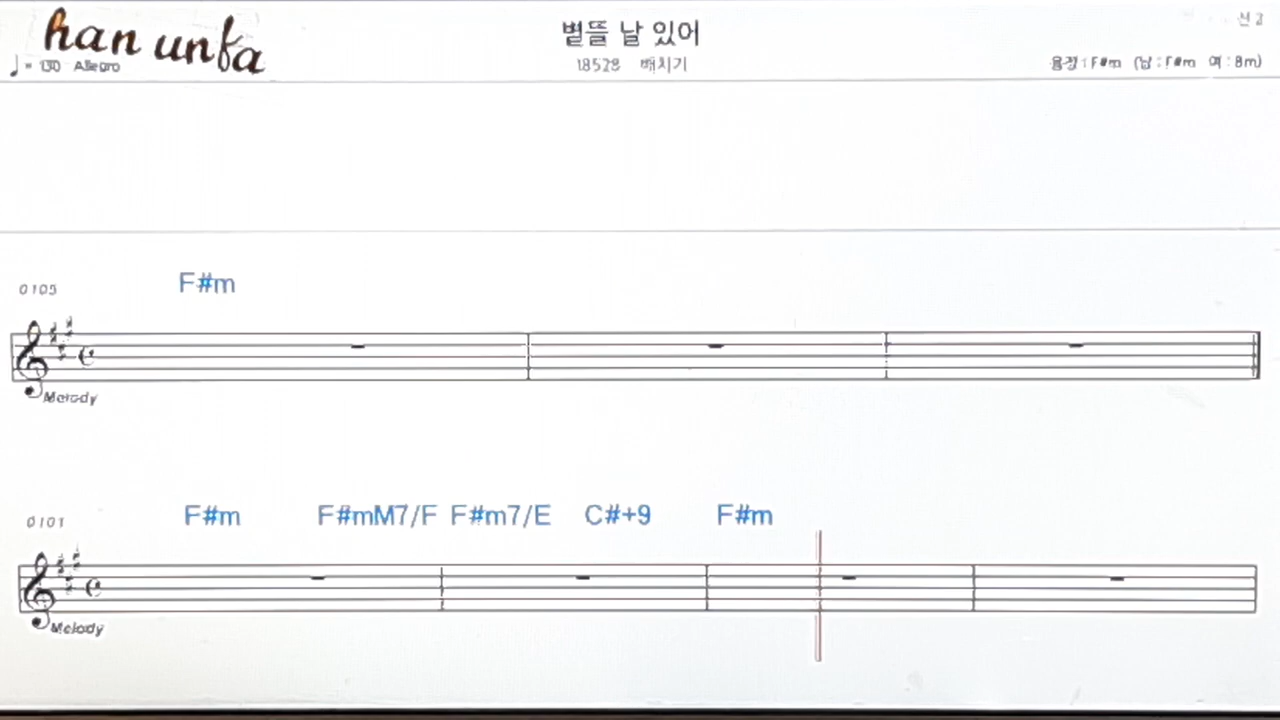 han unfa
볕뜰 날 있어
= 130 Allegro
18528 배치기
음정 : F#m (남 : F#m 여 : Bm)
F#m
0105
Melody
F#m F#mM7/F F#m7/E C#+9 F#m
0101
Melody